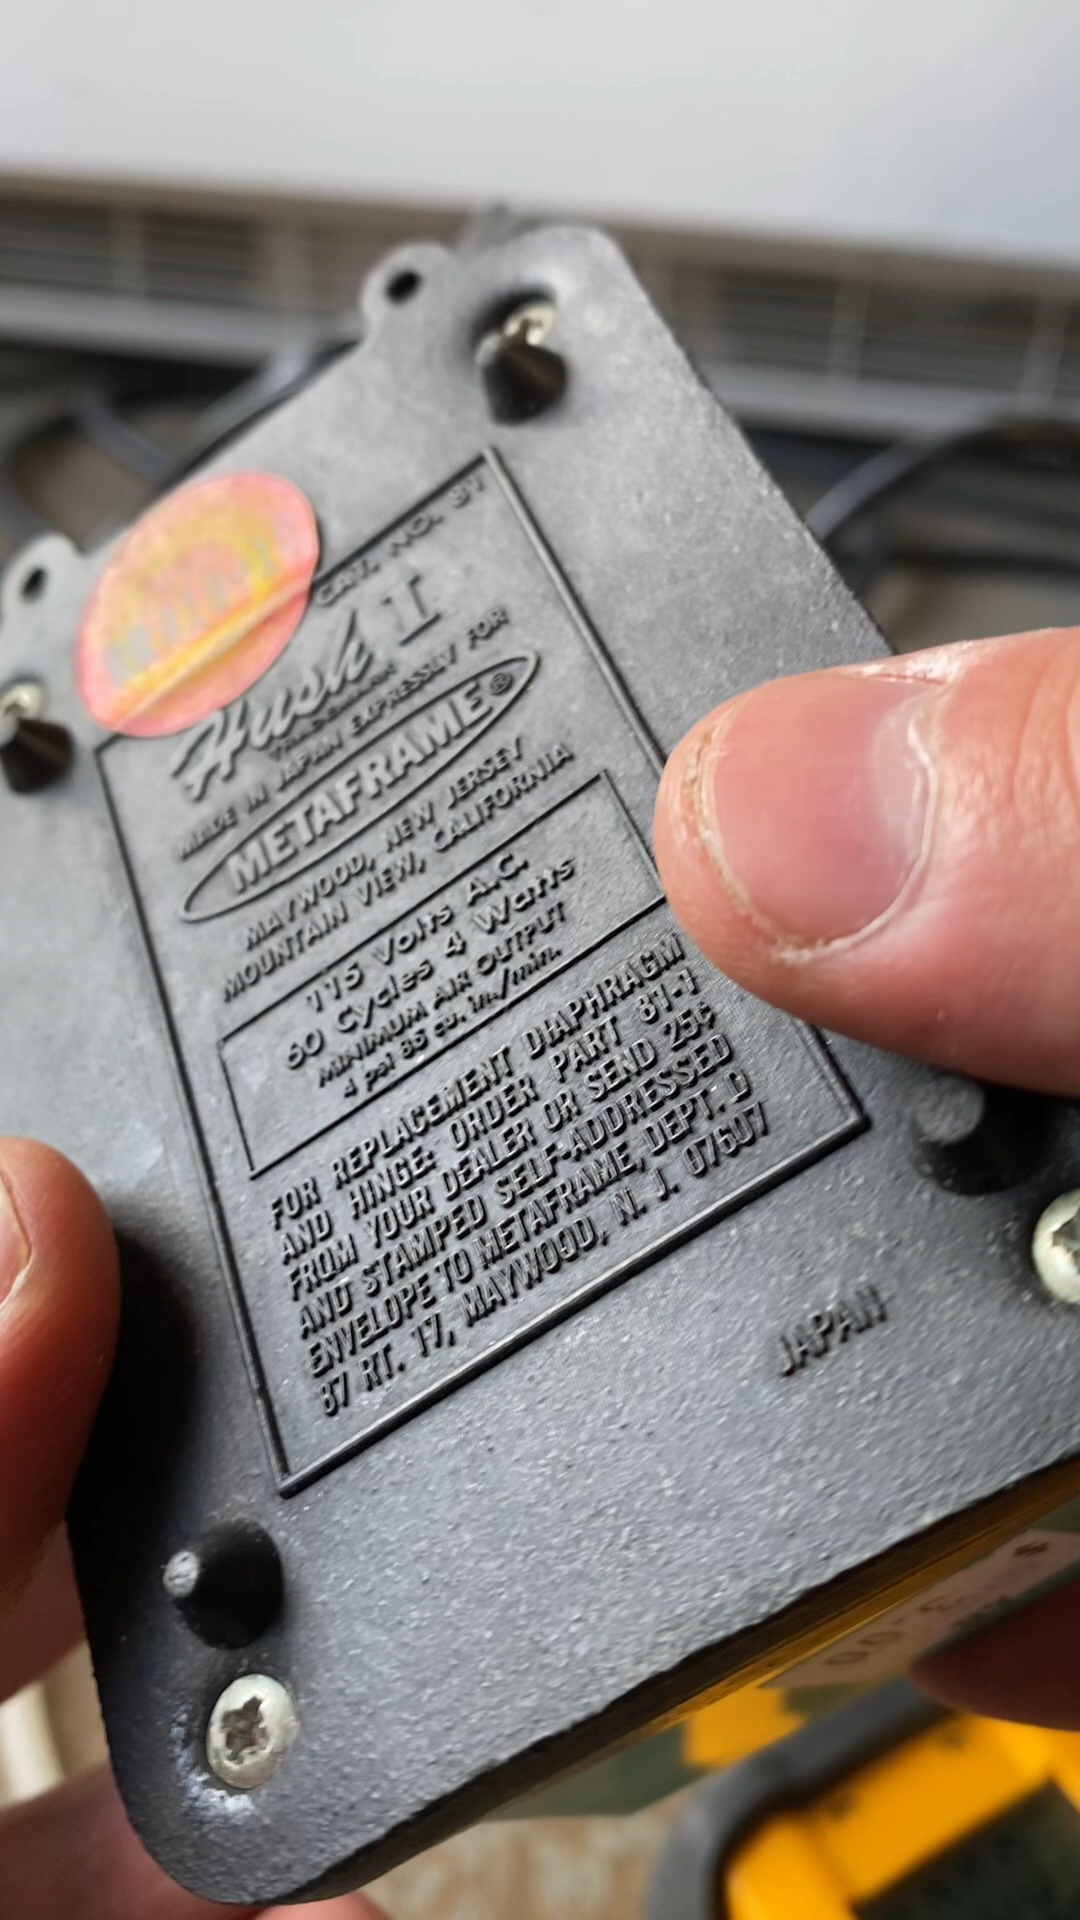 CAT. NO. 81
Hush I
TRADEMARK
MADE IN JAPAN EXPRESSLY FOR
METAFRAME®
MAYWOOD, NEW JERSEY
MOUNTAIN VIEW, CALIFORNIA
115 Volts A.C.
60 Cycles 4 Watts
MINIMUM AIR OUTPUT
4 psi 85 cu. in./min.
FOR REPLACEMENT DIAPHRAGM
AND HINGE: ORDER PART 81-1
FROM YOUR DEALER OR SEND 25¢
AND STAMPED SELF-ADDRESSED
ENVELOPE TO METAFRAME, DEPT. D
87 RT. 17, MAYWOOD, N. J. 07607
JAPAN